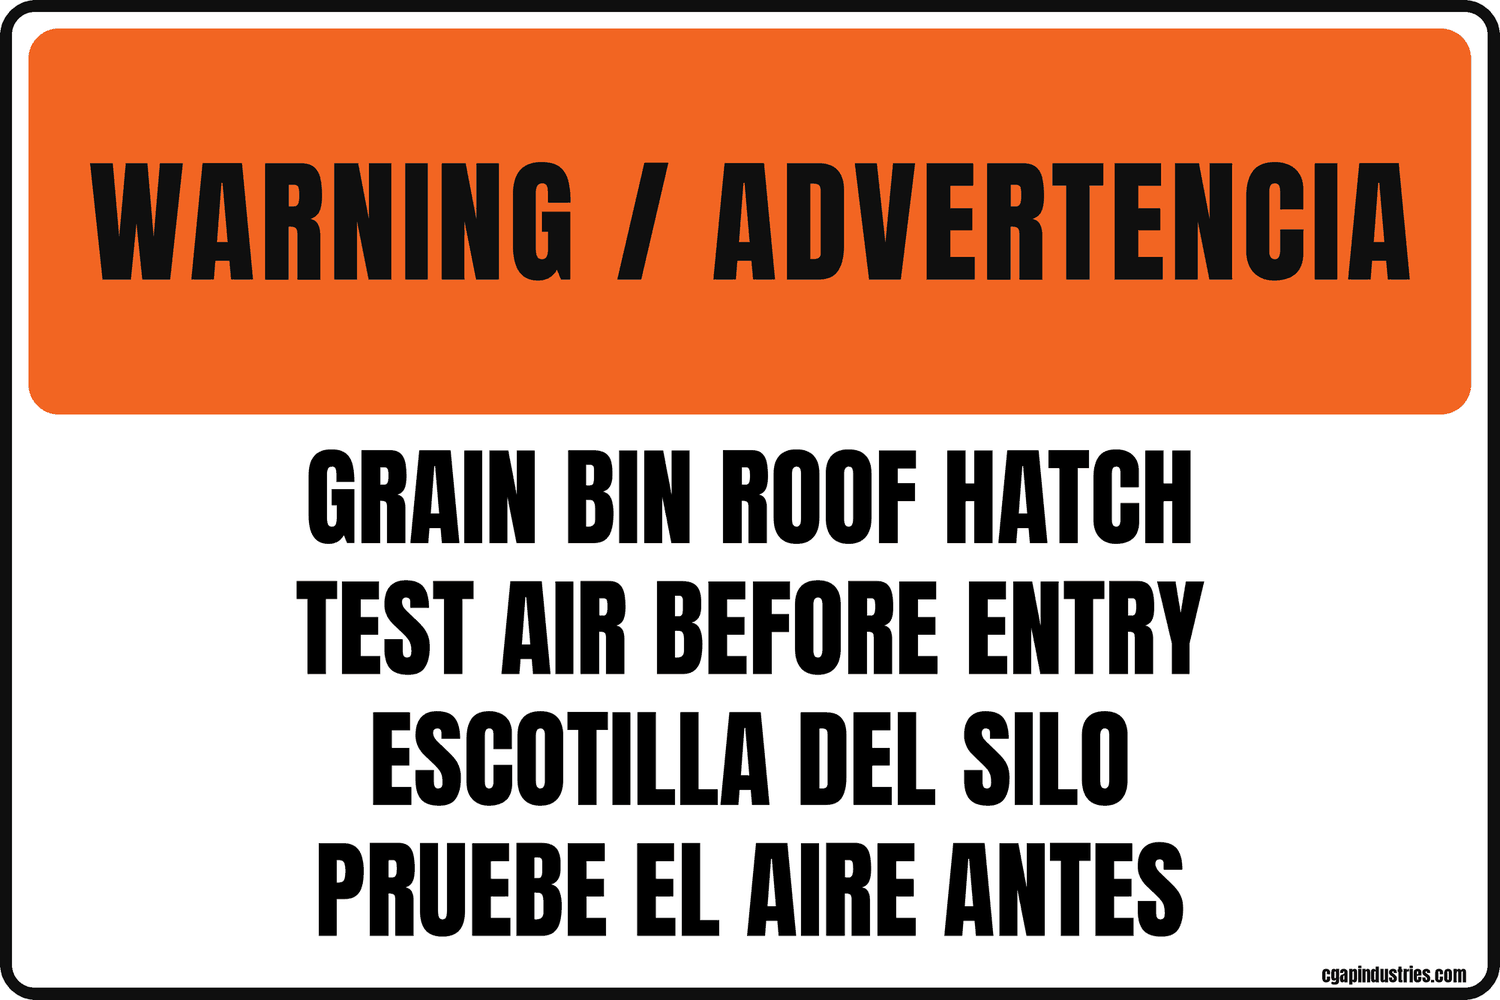 WARNING / ADVERTENCIA
GRAIN BIN ROOF HATCH
TEST AIR BEFORE ENTRY
ESCOTILLA DEL SILO
PRUEBE EL AIRE ANTES
cgapindustries.com